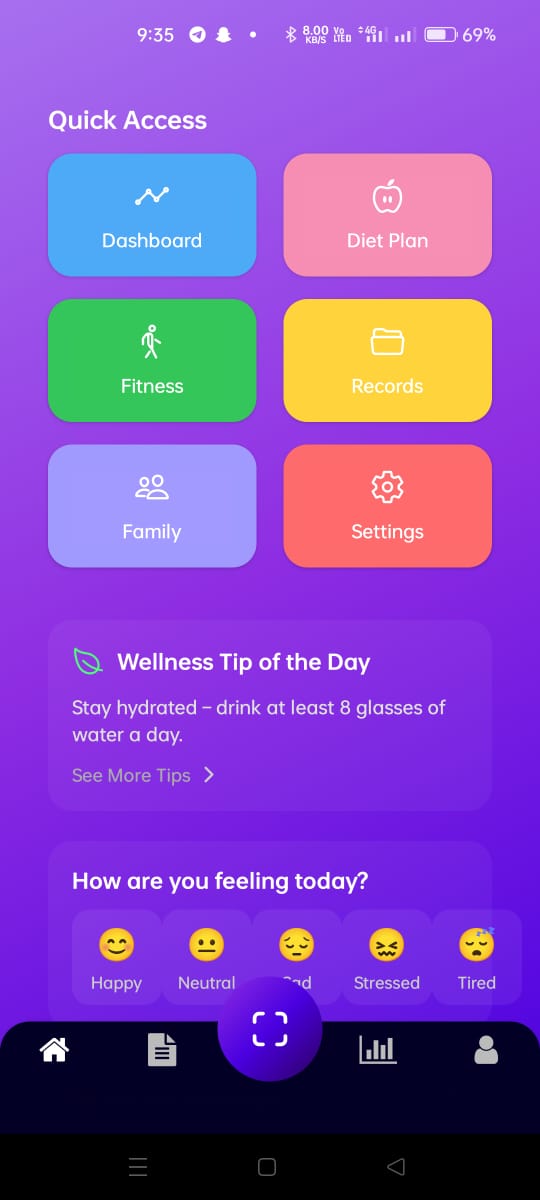 9:35 8.00 KB/S Vo LTE 4G 69%
Quick Access
Dashboard Diet Plan
Fitness Records
Family Settings
Wellness Tip of the Day
Stay hydrated – drink at least 8 glasses of
water a day.
See More Tips
How are you feeling today?
Happy Neutral Sad Stressed Tired